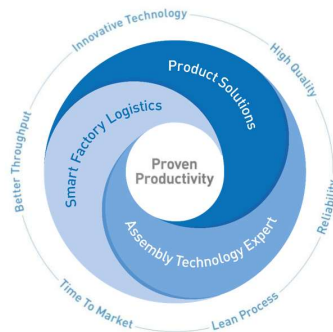 Innovative Technology
High Quality
Reliability
Lean Process
Time To Market
Better Throughput
Product Solutions
Assembly Technology Expert
Smart Factory Logistics
Proven
Productivity